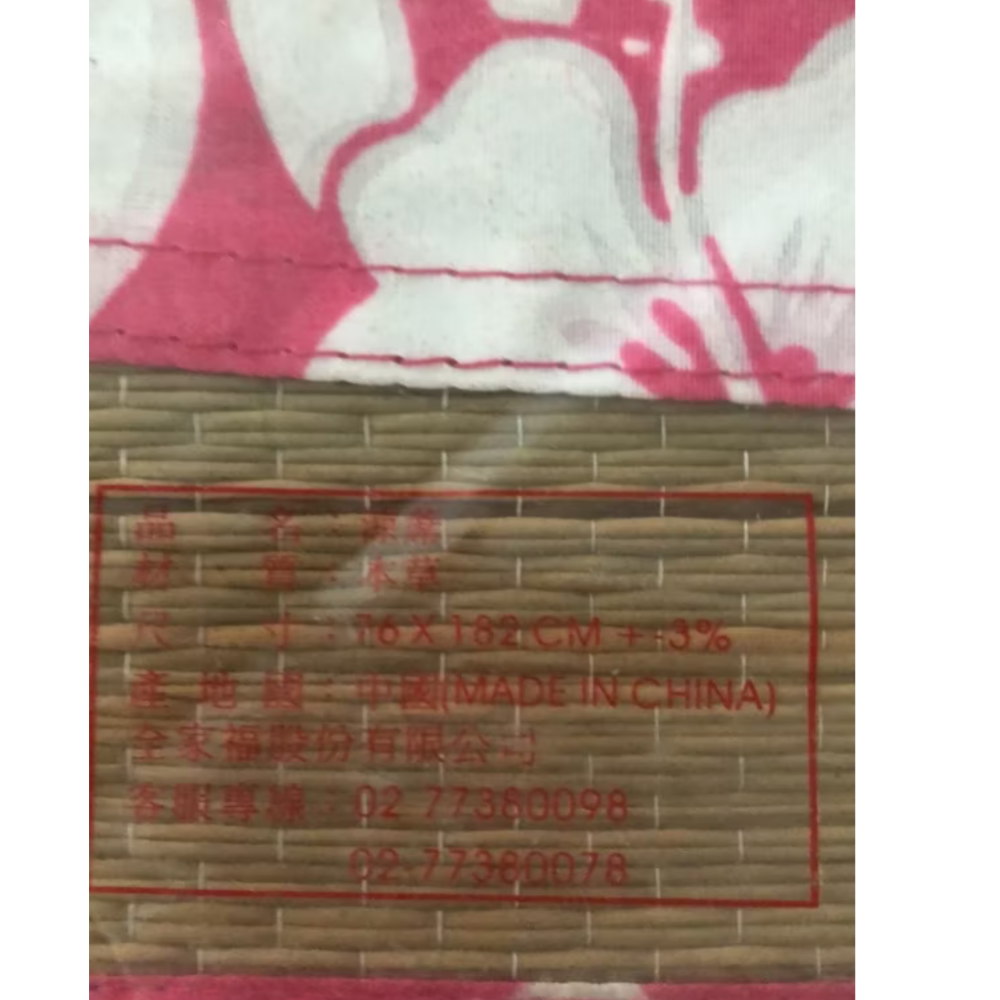 品 名：涼蓆
材 質：本草
尺 寸：76 X 182 CM + -3%
產 地 國：中國(MADE IN CHINA)
全家福股份有限公司
客服專線：02-77380098
02-77380078